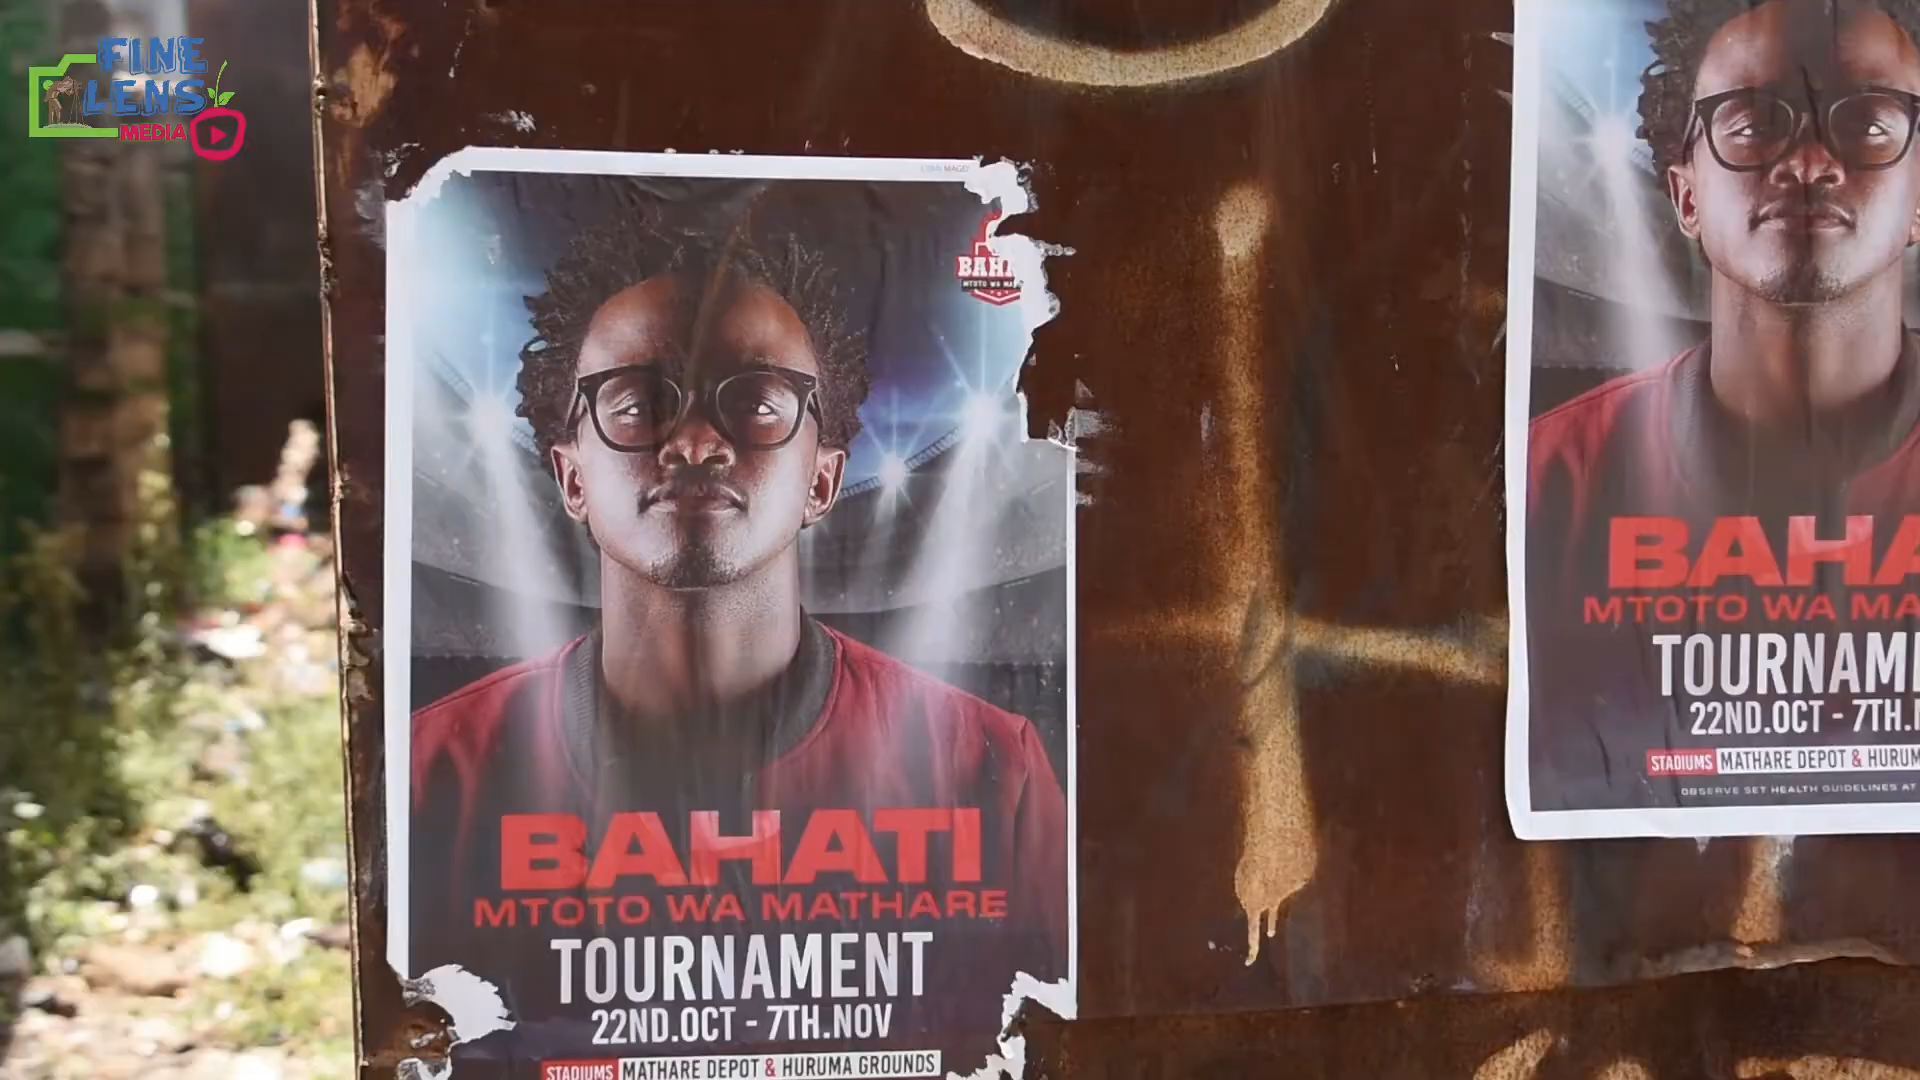 FINE
LENS
MEDIA
BAHATI
MTOTO WA MATHARE
TOURNAMENT
22ND.OCT - 7TH.NOV
STADIUMS MATHARE DEPOT & HURUMA GROUNDS
BAHA
MTOTO WA MA
TOURNAM
22ND.OCT - 7TH.
STADIUMS MATHARE DEPOT & HURUM
OBSERVE SET HEALTH GUIDELINES AT